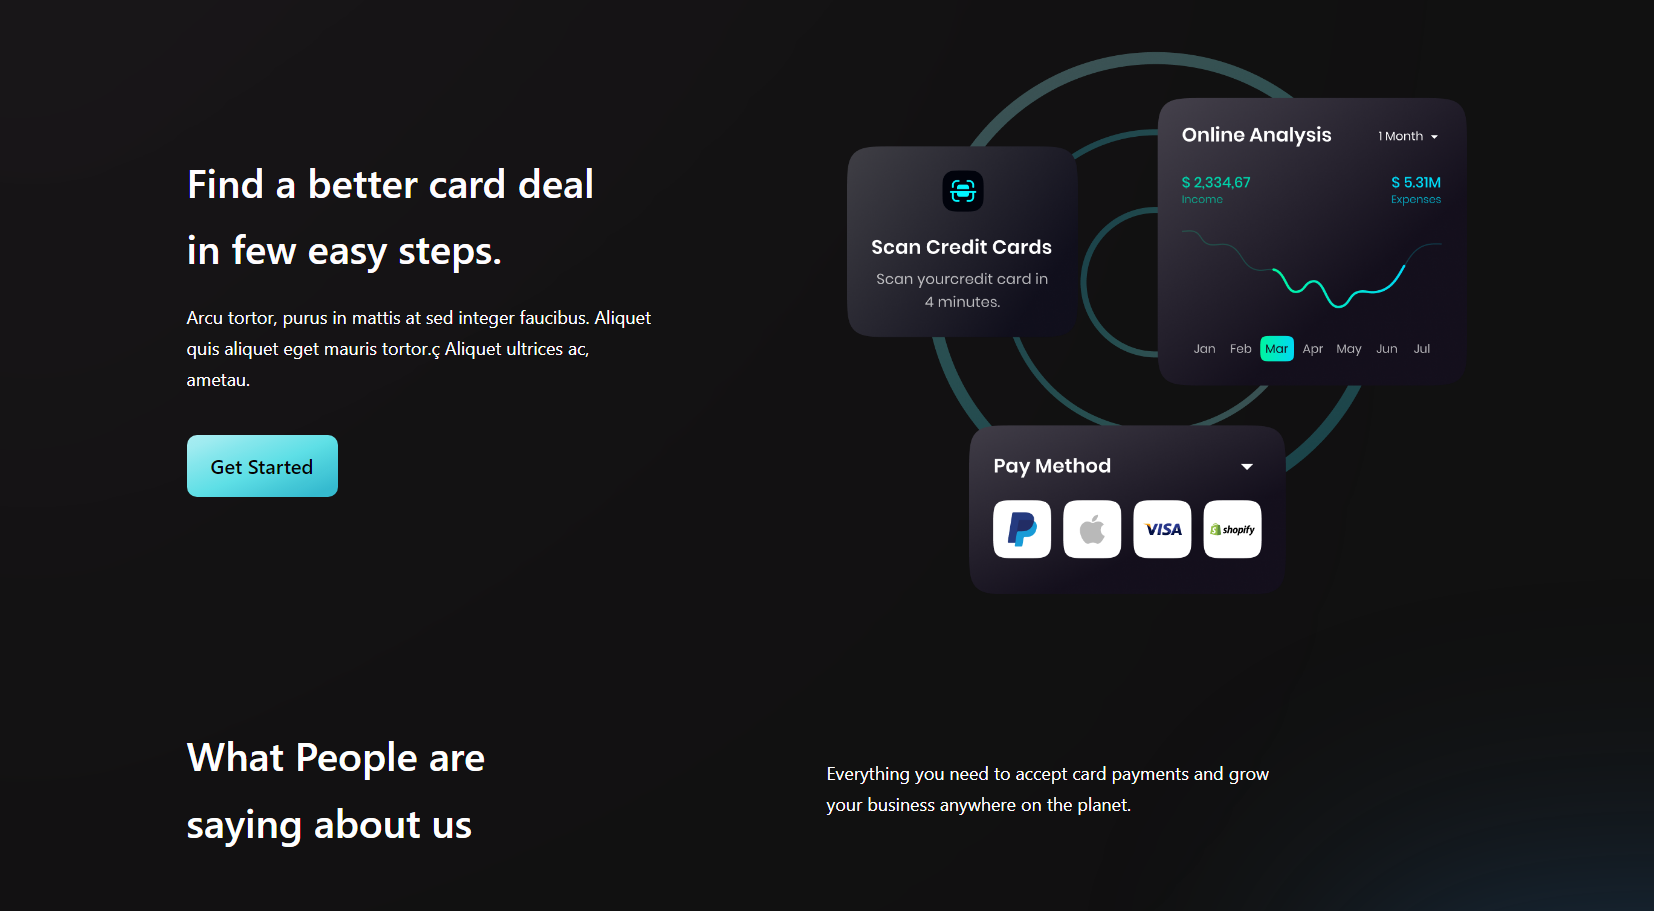 Find a better card deal
in few easy steps.
Arcu tortor, purus in mattis at sed integer faucibus. Aliquet
quis aliquet eget mauris tortor.ç Aliquet ultrices ac,
ametau.
Get Started
Scan Credit Cards
Scan yourcredit card in
4 minutes.
Online Analysis
1 Month
$ 2,334,67
Income
$ 5.31M
Expenses
Jan Feb Mar Apr May Jun Jul
Pay Method
VISA
shopify
What People are
saying about us
Everything you need to accept card payments and grow
your business anywhere on the planet.